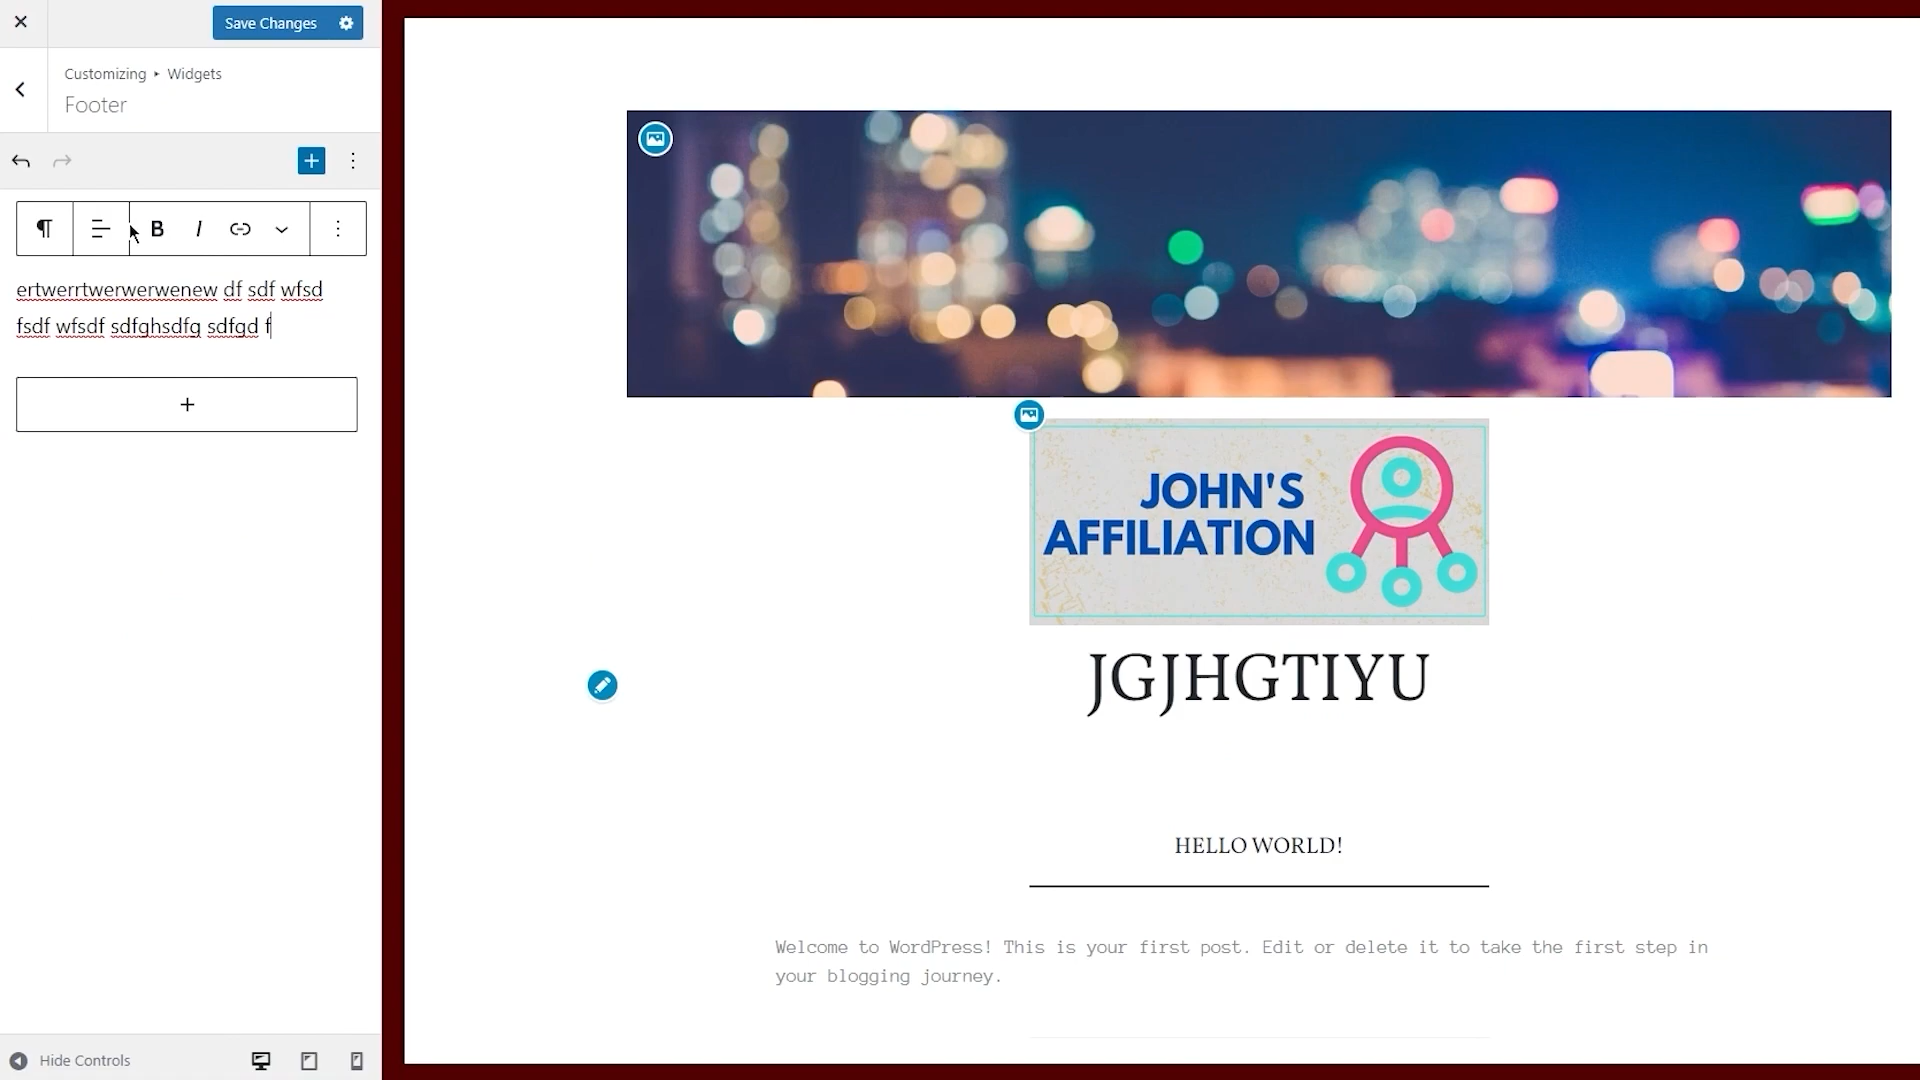 Save Changes
Customizing ▸ Widgets
Footer
B I
ertwerrtwerwerwenew df sdf wfsd
fsdf wfsdf sdfghsdfg sdfgd f
JOHN'S
AFFILIATION
JGJHGTIYU
HELLO WORLD!
Welcome to WordPress! This is your first post. Edit or delete it to take the first step in
your blogging journey.
Hide Controls